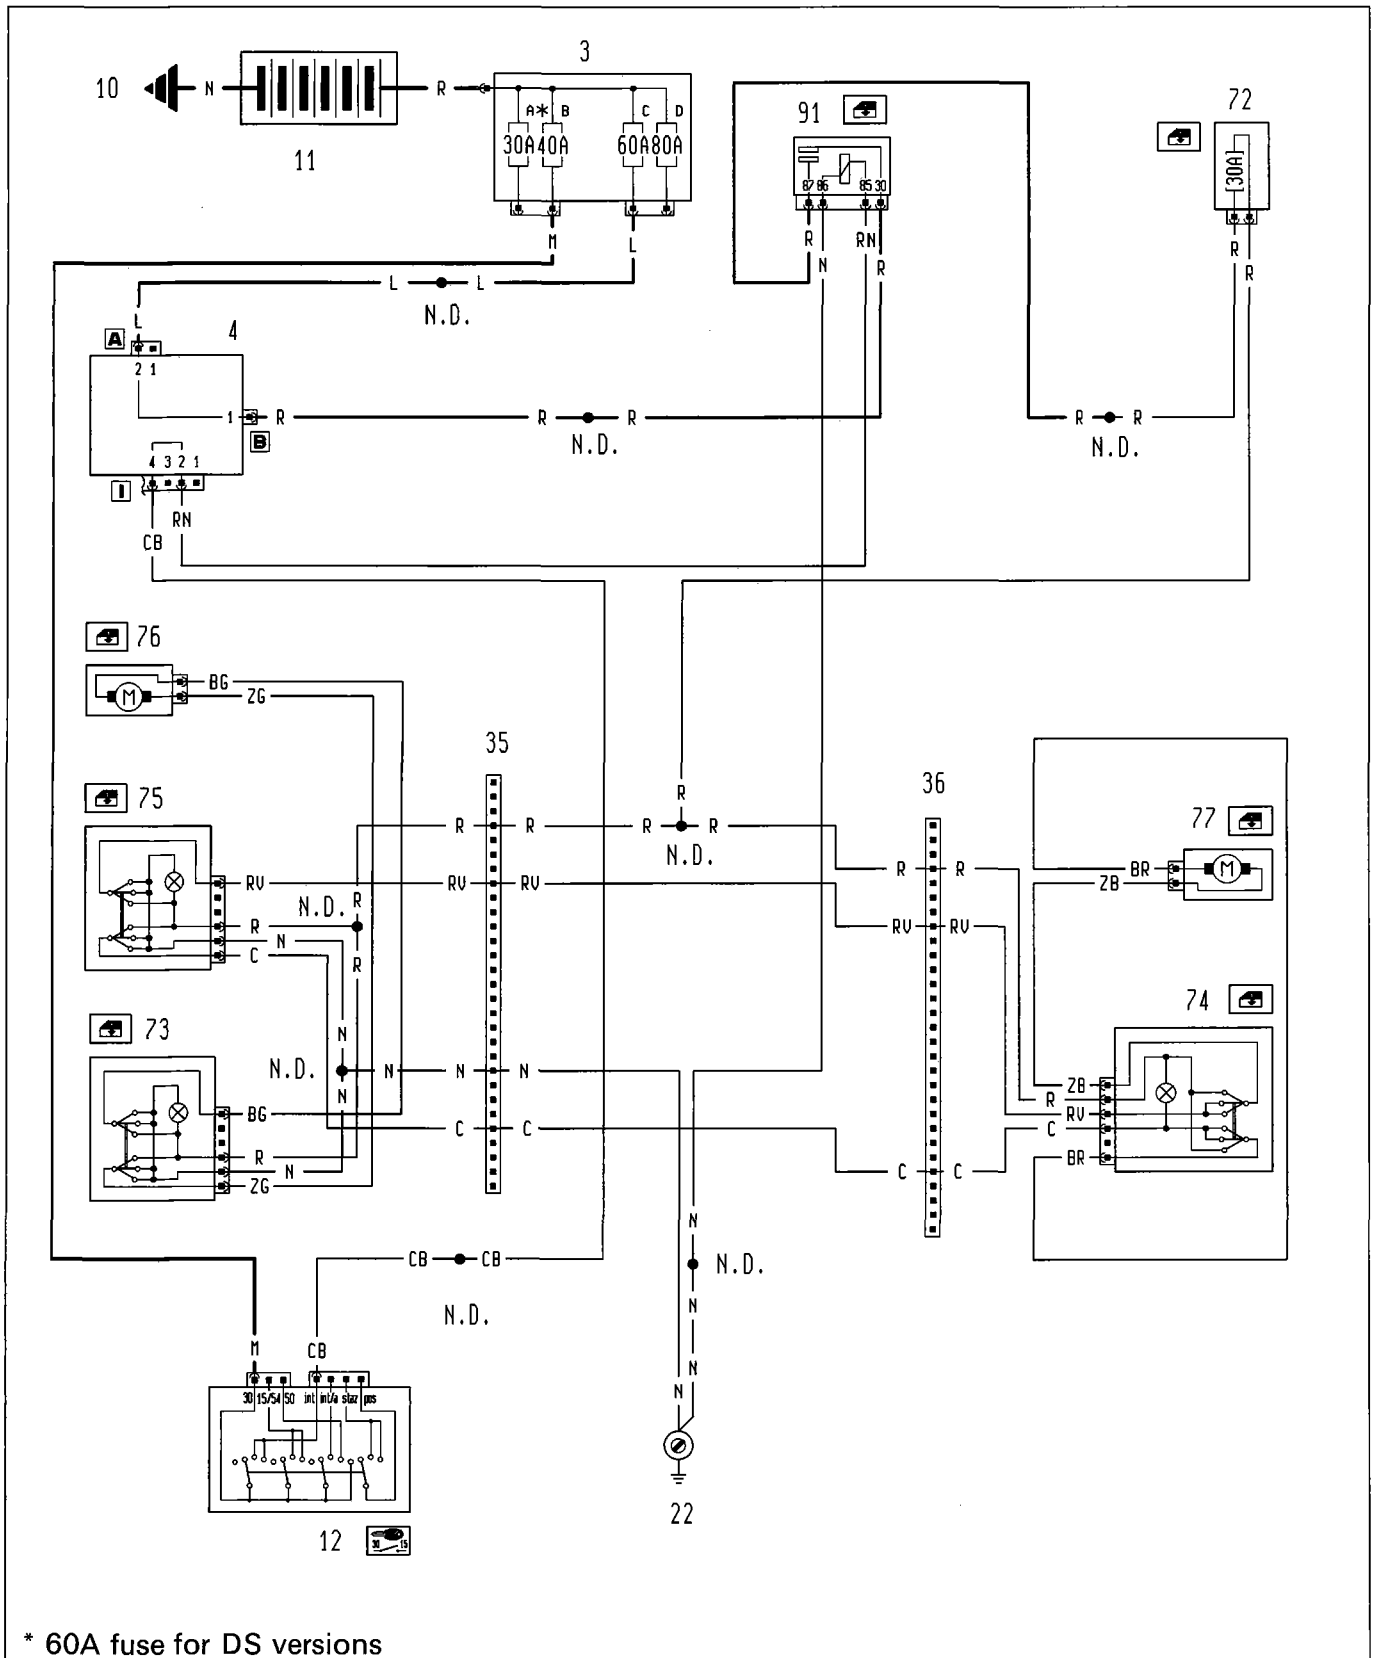 3
10
N
R
11
A*
B
C
D
30A
40A
60A
80A
M
L
91
87
86
85
30
R
N
RN
R
72
[30A]
R
R
L
L
N.D.
L
A
4
2 1
1
R
B
R
R
N.D.
R
R
N.D.
4 3 2 1
I
RN
CB
76
M
BG
ZG
35
36
75
R
R
R
R
R
N.D.
RV
RV
RV
N.D.
R
R
N
C
R
R
R
RV
RV
77
M
BR
ZB
73
N
N.D.
N
N
N
N
BG
C
C
R
N
ZG
C
C
74
ZB
R
RV
C
BR
CB
CB
N.D.
N
N.D.
N
N
N
M
CB
30 15/54 50 int int/a staz pos
22
12
30
15
* 60A fuse for DS versions